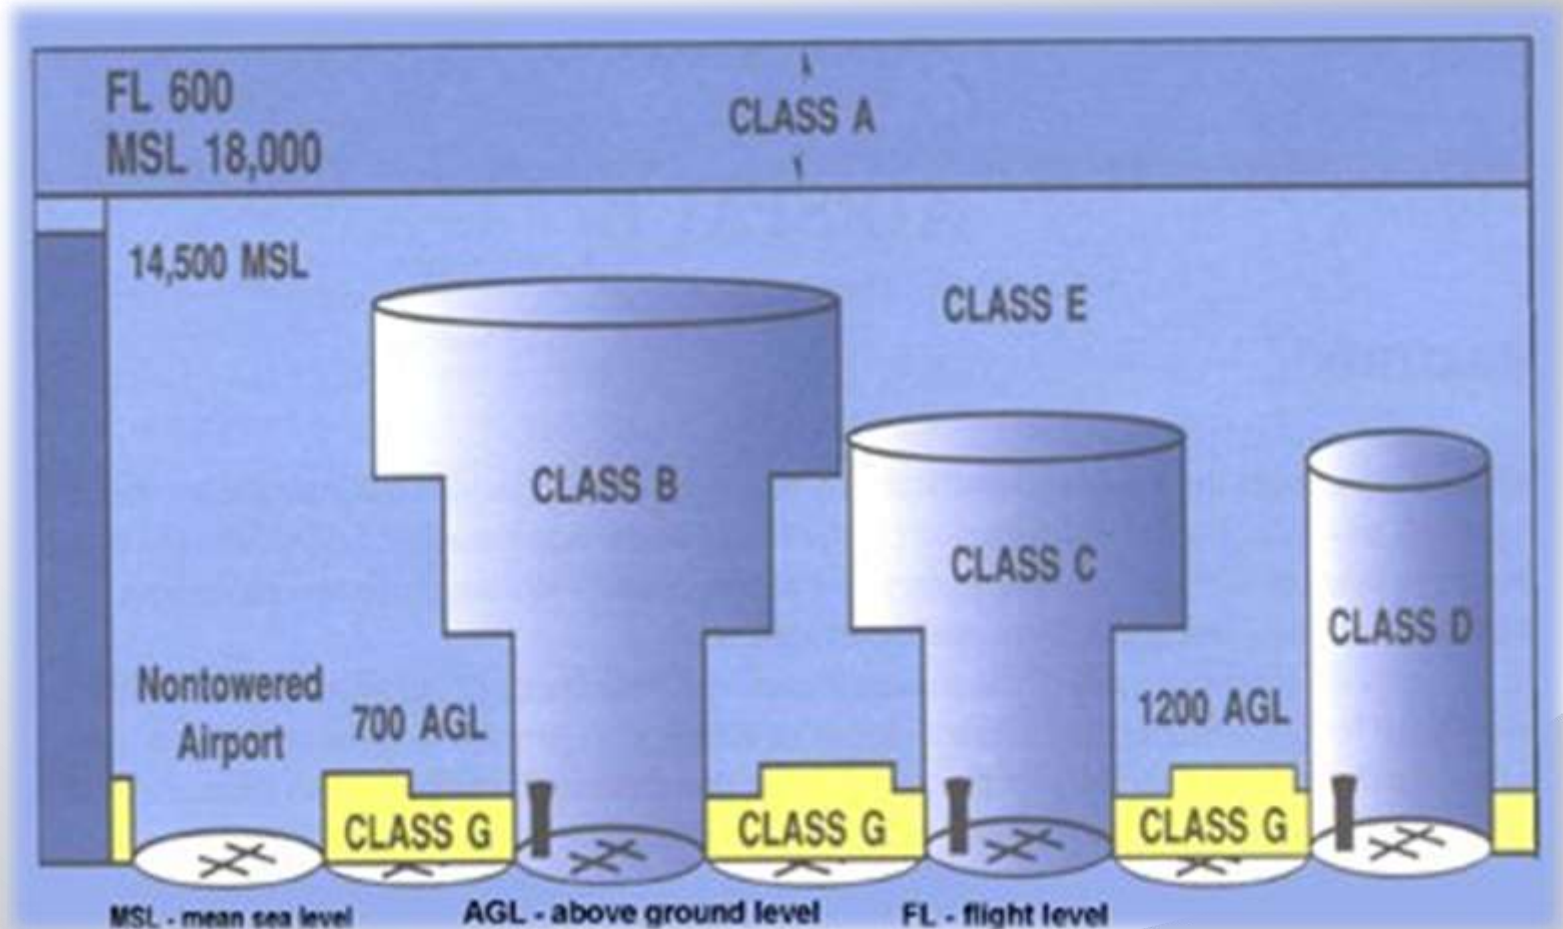 FL 600
MSL 18,000
CLASS A
14,500 MSL
CLASS E
CLASS B
CLASS C
CLASS D
Nontowered
Airport
700 AGL
1200 AGL
CLASS G
CLASS G
CLASS G
MSL - mean sea level
AGL - above ground level
FL - flight level